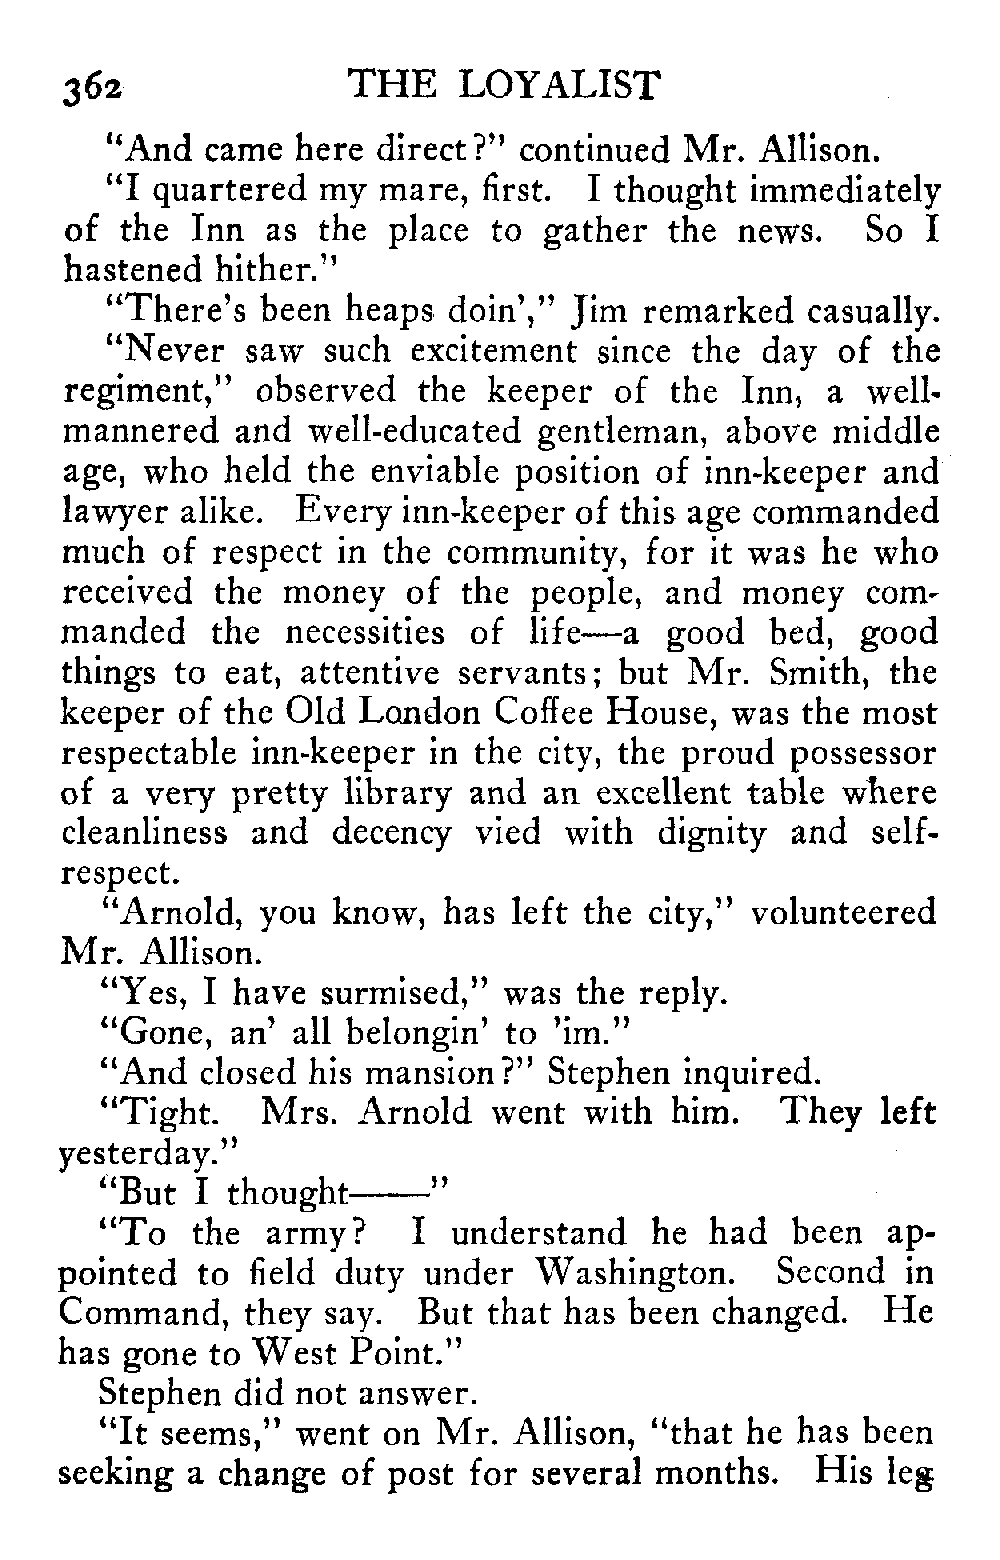 362 THE LOYALIST
“And came here direct?” continued Mr. Allison.
“I quartered my mare, first. I thought immediately
of the Inn as the place to gather the news. So I
hastened hither.”
“There’s been heaps doin’,” Jim remarked casually.
“Never saw such excitement since the day of the
regiment,” observed the keeper of the Inn, a well-
mannered and well-educated gentleman, above middle
age, who held the enviable position of inn-keeper and
lawyer alike. Every inn-keeper of this age commanded
much of respect in the community, for it was he who
received the money of the people, and money com-
manded the necessities of life—a good bed, good
things to eat, attentive servants; but Mr. Smith, the
keeper of the Old London Coffee House, was the most
respectable inn-keeper in the city, the proud possessor
of a very pretty library and an excellent table where
cleanliness and decency vied with dignity and self-
respect.
“Arnold, you know, has left the city,” volunteered
Mr. Allison.
“Yes, I have surmised,” was the reply.
“Gone, an’ all belongin’ to ’im.”
“And closed his mansion?” Stephen inquired.
“Tight. Mrs. Arnold went with him. They left
yesterday.”
“But I thought——”
“To the army? I understand he had been ap-
pointed to field duty under Washington. Second in
Command, they say. But that has been changed. He
has gone to West Point.”
Stephen did not answer.
“It seems,” went on Mr. Allison, “that he has been
seeking a change of post for several months. His leg